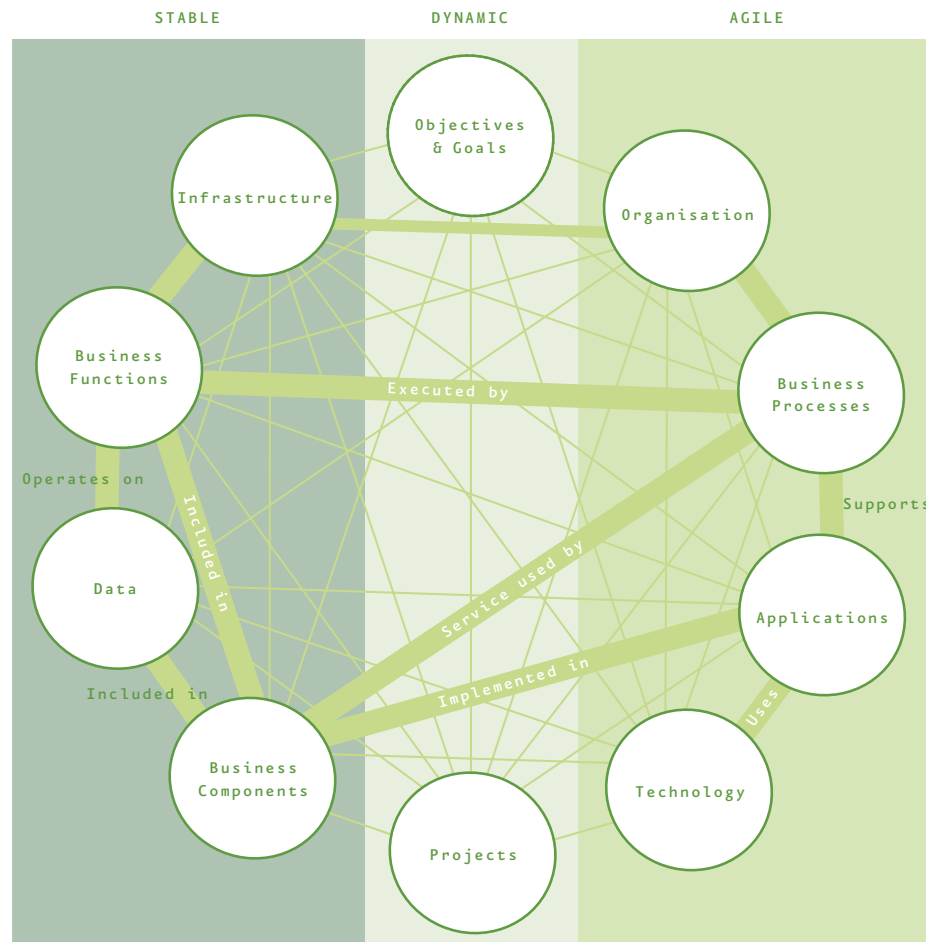 STABLE
DYNAMIC
AGILE
Objectives
& Goals
Infrastructure
Organisation
Business
Functions
Executed by
Business
Processes
Operates on
Supports
Included in
Service used by
Data
Applications
Implemented in
Included in
Uses
Business
Components
Technology
Projects